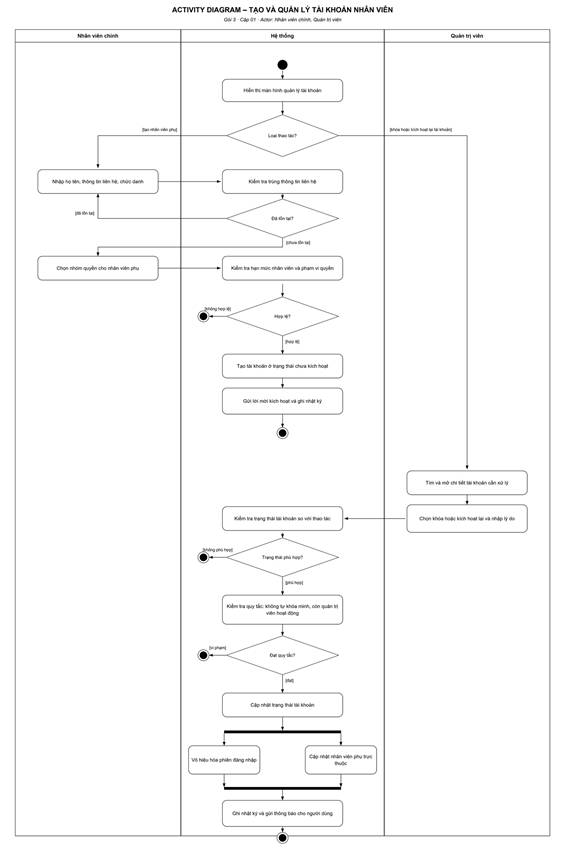 ACTIVITY DIAGRAM – TẠO VÀ QUẢN LÝ TÀI KHOẢN NHÂN VIÊN
Gói 3 · Cặp 01 · Actor: Nhân viên chính, Quản trị viên
Nhân viên chính
Hệ thống
Quản trị viên
Hiển thị màn hình quản lý tài khoản
Loại thao tác?
[tạo nhân viên phụ]
[khóa hoặc kích hoạt lại tài khoản]
Nhập họ tên, thông tin liên hệ, chức danh
Kiểm tra trùng thông tin liên hệ
Đã tồn tại?
[đã tồn tại]
[chưa tồn tại]
Chọn nhóm quyền cho nhân viên phụ
Kiểm tra hạn mức nhân viên và phạm vi quyền
Hợp lệ?
[không hợp lệ]
[hợp lệ]
Tạo tài khoản ở trạng thái chưa kích hoạt
Gửi lời mời kích hoạt và ghi nhật ký
Tìm và mở chi tiết tài khoản cần xử lý
Chọn khóa hoặc kích hoạt lại và nhập lý do
Kiểm tra trạng thái tài khoản so với thao tác
Trạng thái phù hợp?
[không phù hợp]
[phù hợp]
Kiểm tra quy tắc: không tự khóa mình, còn quản trị
viên hoạt động
Đạt quy tắc?
[vi phạm]
[đạt]
Cập nhật trạng thái tài khoản
Vô hiệu hóa phiên đăng nhập
Cập nhật nhân viên phụ trực
thuộc
Ghi nhật ký và gửi thông báo cho người dùng